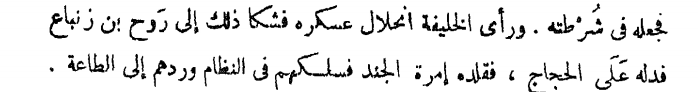 فجعله فى شُرْطته . ورأى الخليفة انحلال عسكره فشكا ذلك إلى رَوح بن زنباع
فدله عَلَى الحجاج ، فقلده إمرة الجند فسلكهم فى النظام وردهم إلى الطاعة .